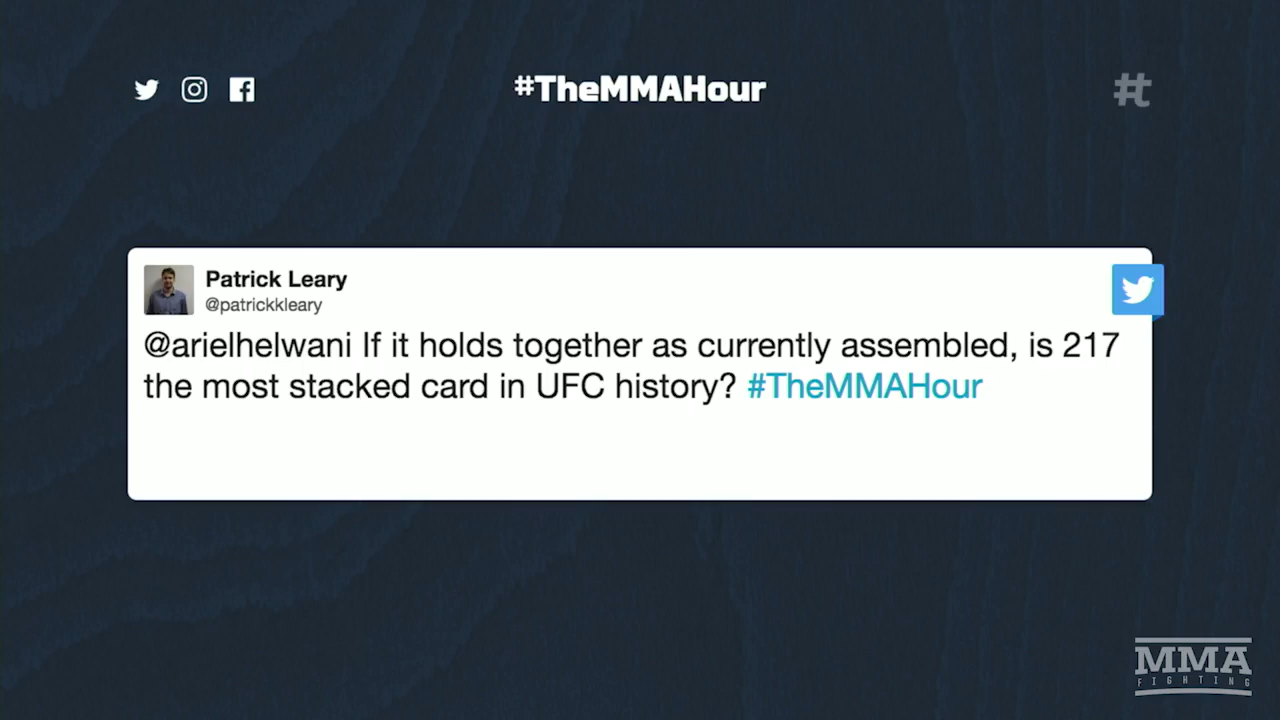 #TheMMAHour
Patrick Leary
@patrickkleary
@arielhelwani If it holds together as currently assembled, is 217
the most stacked card in UFC history? #TheMMAHour
MMA
FIGHTING